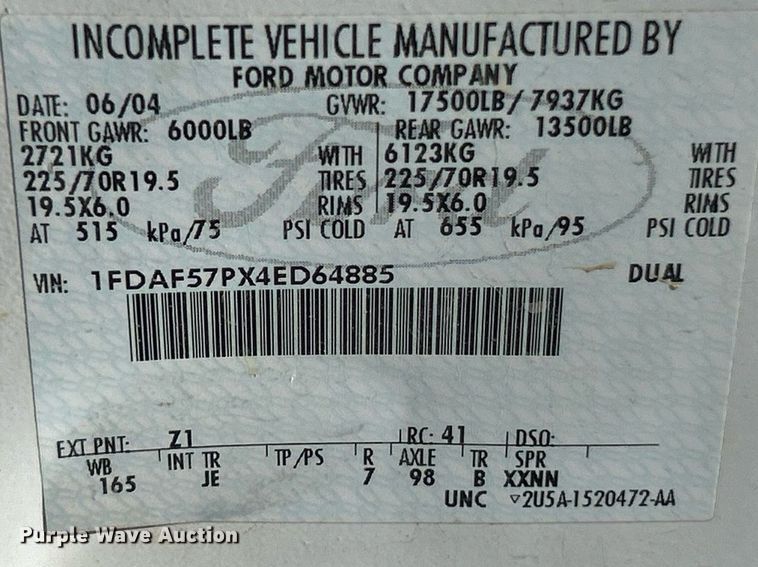 INCOMPLETE VEHICLE MANUFACTURED BY
FORD MOTOR COMPANY
DATE: 06/04 GVWR: 17500LB/ 7937KG
FRONT GAWR: 6000LB REAR GAWR: 13500LB
2721KG WITH 6123KG WITH
225/70R19.5 TIRES 225/70R19.5 TIRES
19.5X6.0 RIMS 19.5X6.0 RIMS
AT 515 kPa/75 PSI COLD AT 655 kPa/95 PSI COLD
VIN: 1FDAF57PX4ED64885 DUAL
Ford
EXT PNT: Z1 RC: 41 DSO:
WB INT TR TP/PS R AXLE TR SPR
165 JE 7 98 B XXNN
UNC 2U5A-1520472-AA
Purple Wave Auction